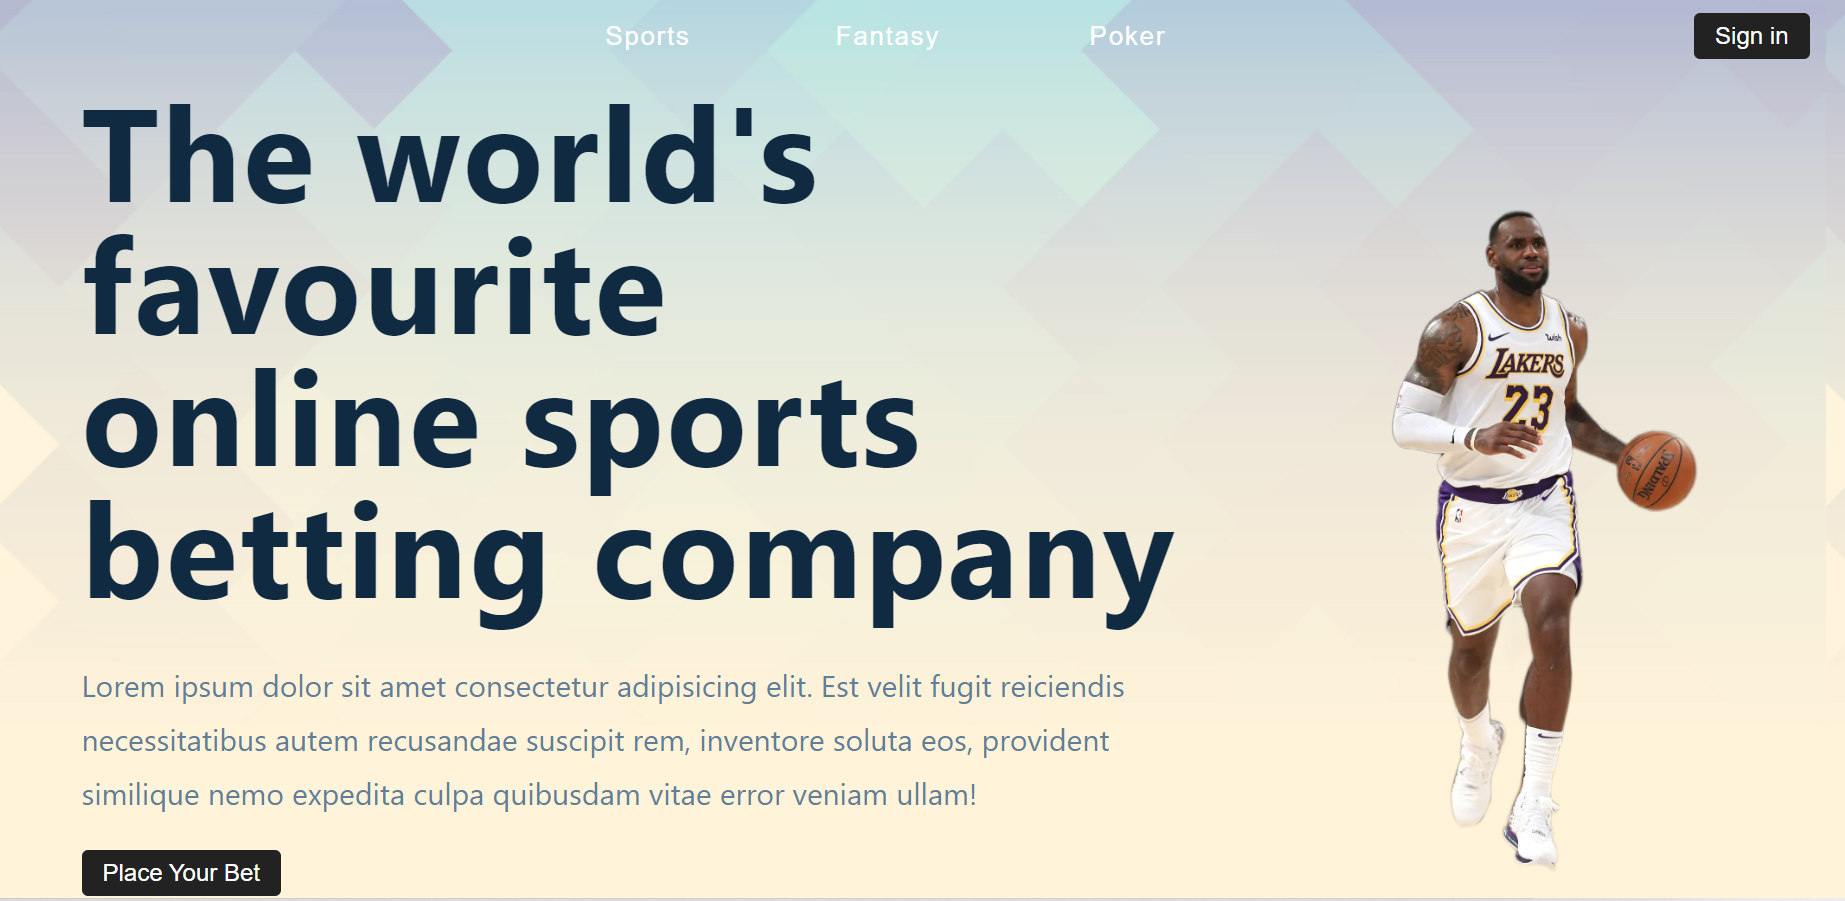 Sports Fantasy Poker Sign in
The world's
favourite
online sports
betting company
wish
LAKERS
23
SPALDING
Lorem ipsum dolor sit amet consectetur adipisicing elit. Est velit fugit reiciendis
necessitatibus autem recusandae suscipit rem, inventore soluta eos, provident
similique nemo expedita culpa quibusdam vitae error veniam ullam!
Place Your Bet